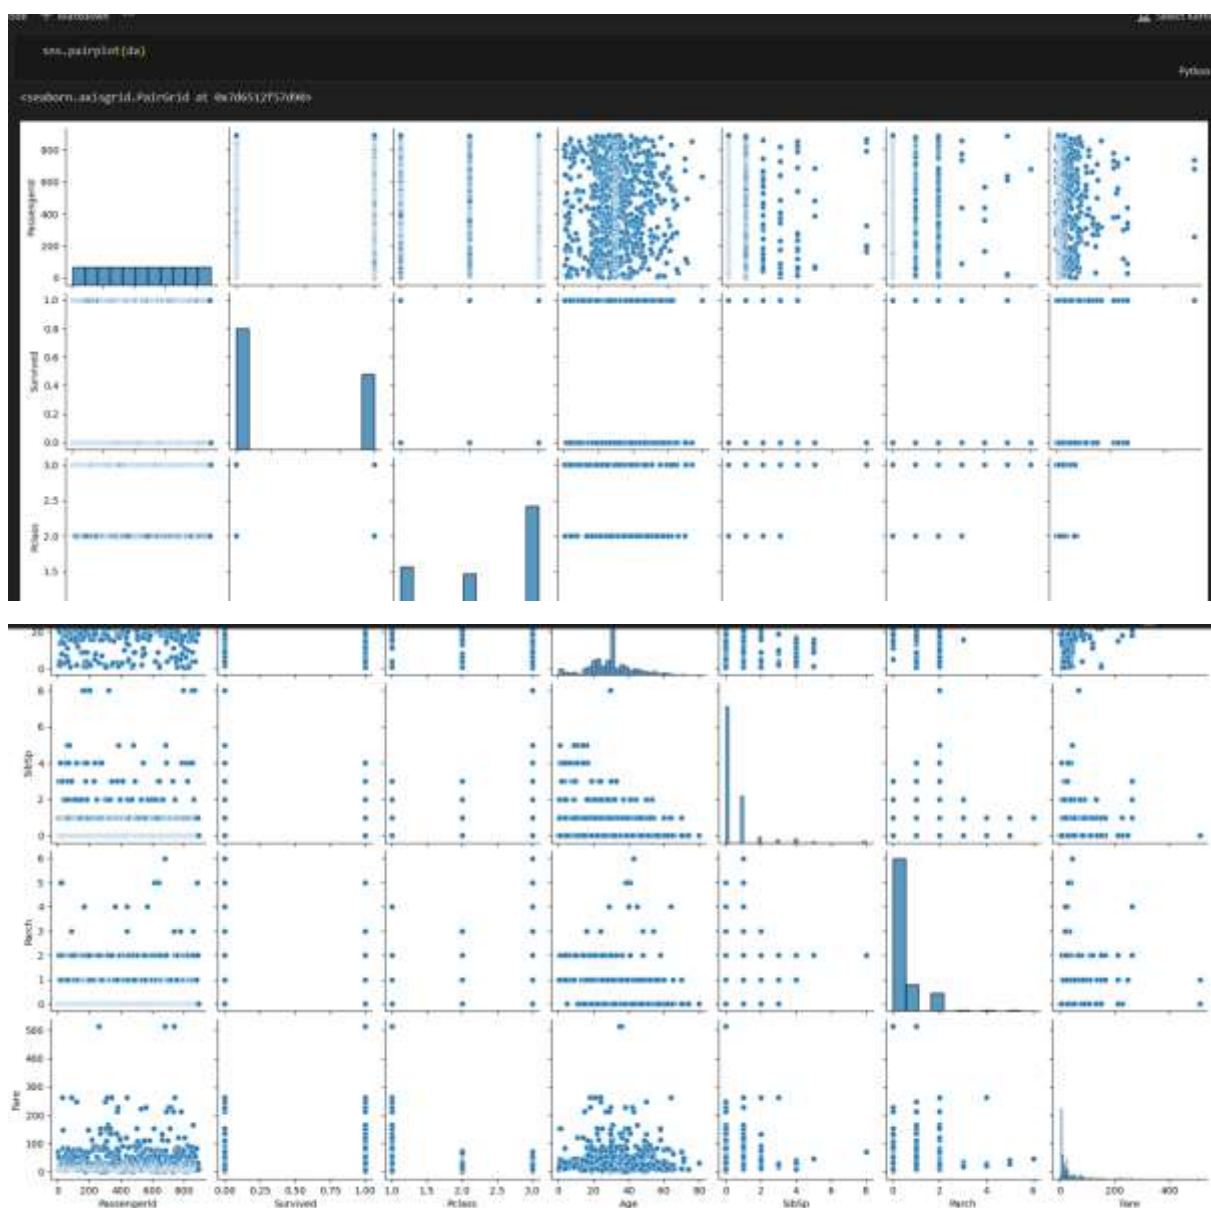 Markdown
Select Kernel
sns.pairplot(da)
Python
<seaborn.axisgrid.PairGrid at 0x7d6512f57d90>
800
600
400
200
0
PassengerId
1.0
0.8
0.6
0.4
0.2
0.0
Survived
3.0
2.5
2.0
1.5
Pclass
20
0
8
6
4
2
0
SibSp
6
5
4
3
2
1
0
Parch
500
400
300
200
100
0
Fare
0 200 400 600 800 0.00 0.25 0.50 0.75 1.00 1.0 1.5 2.0 2.5 3.0 0 20 40 60 80 0 2 4 6 8 0 2 4 6 0 200 400
PassengerId Survived Pclass Age SibSp Parch Fare